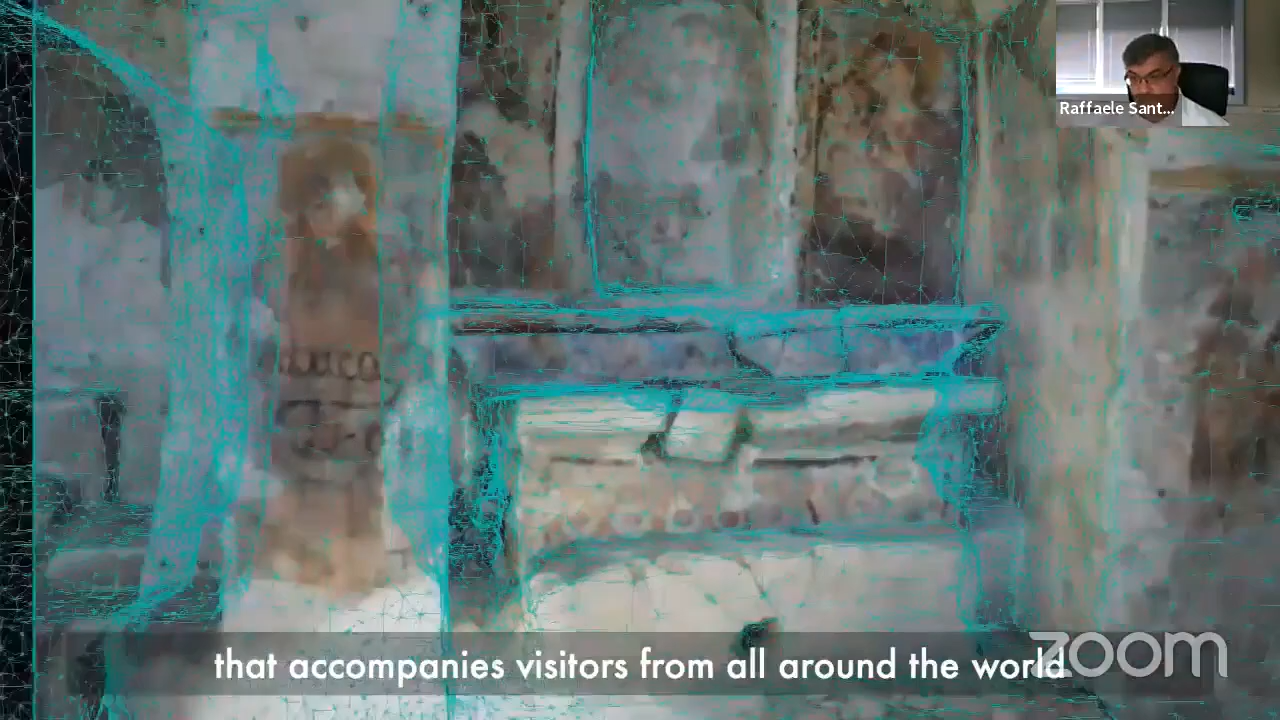 Raffaele Sant...
that accompanies visitors from all around the world
zoom